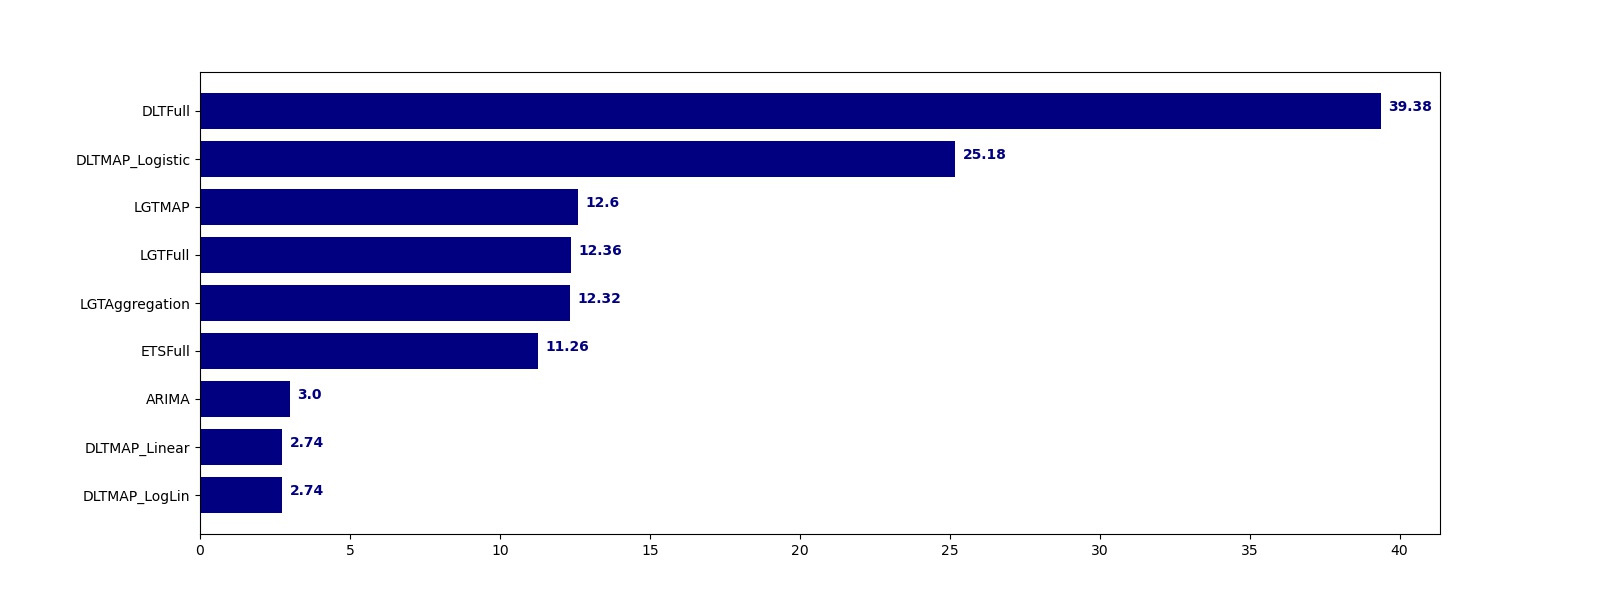 DLTFull 39.38
DLTMAP_Logistic 25.18
LGTMAP 12.6
LGTFull 12.36
LGTAggregation 12.32
ETSFull 11.26
ARIMA 3.0
DLTMAP_Linear 2.74
DLTMAP_LogLin 2.74
0 5 10 15 20 25 30 35 40